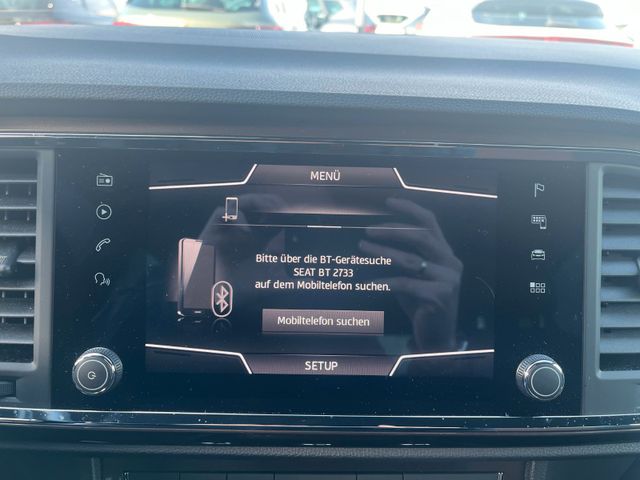 MENÜ
Bitte über die BT-Gerätesuche
SEAT BT 2733
auf dem Mobiltelefon suchen.
Mobiltelefon suchen
SETUP